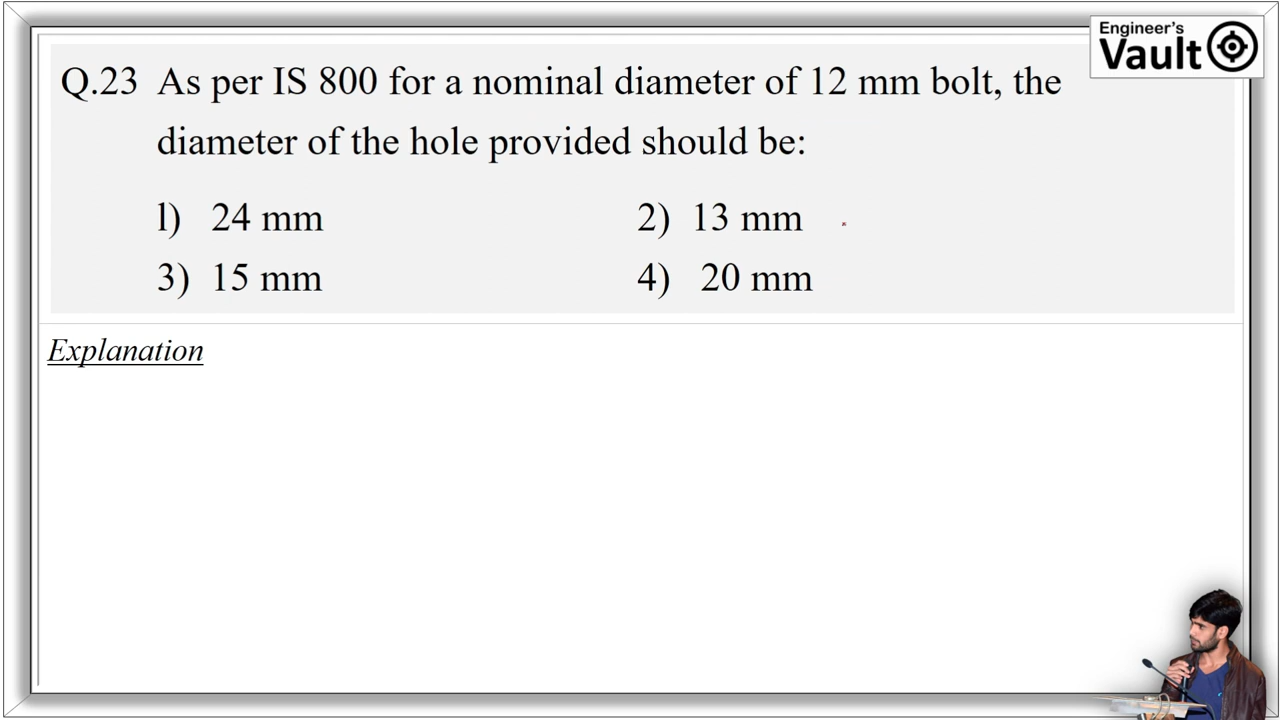 Engineer's
Vault
Q.23 As per IS 800 for a nominal diameter of 12 mm bolt, the
diameter of the hole provided should be:
1) 24 mm 2) 13 mm
3) 15 mm 4) 20 mm
Explanation